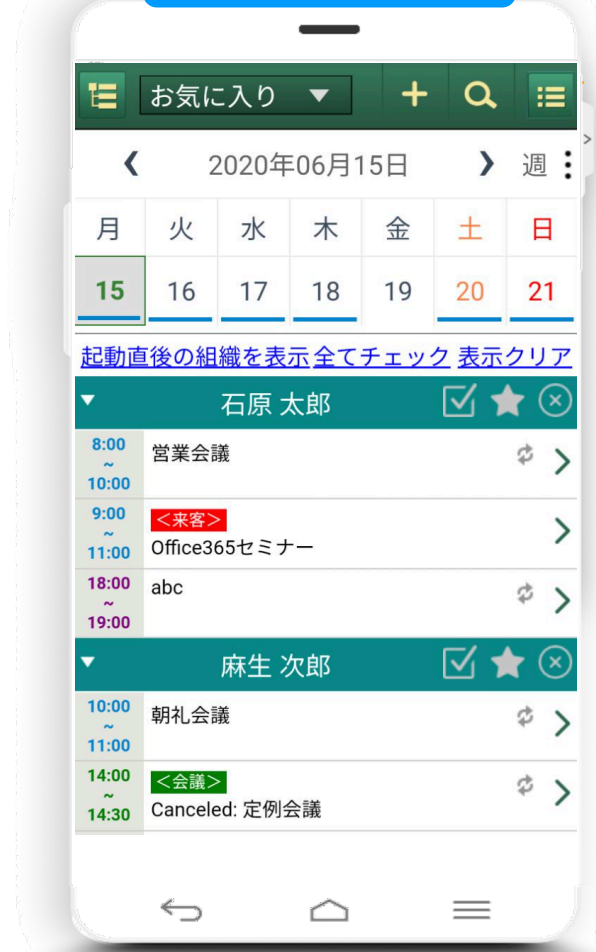 お気に入り
2020年06月15日 週
月 火 水 木 金 土 日
15 16 17 18 19 20 21
起動直後の組織を表示 全てチェック 表示クリア
石原 太郎
8:00 ~ 10:00 営業会議
9:00 ~ 11:00 <来客> Office365セミナー
18:00 ~ 19:00 abc
麻生 次郎
10:00 ~ 11:00 朝礼会議
14:00 ~ 14:30 <会議> Canceled: 定例会議